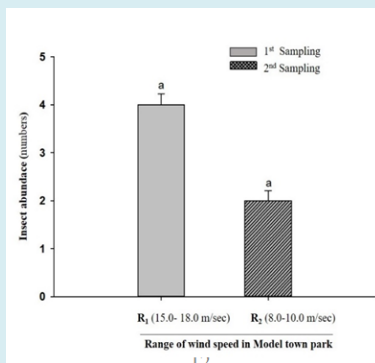 1st Sampling
2nd Sampling
Insect abundace (numbers)
5
4
3
2
1
0
a
a
R1 (15.0- 18.0 m/sec)
R2 (8.0-10.0 m/sec)
Range of wind speed in Model town park